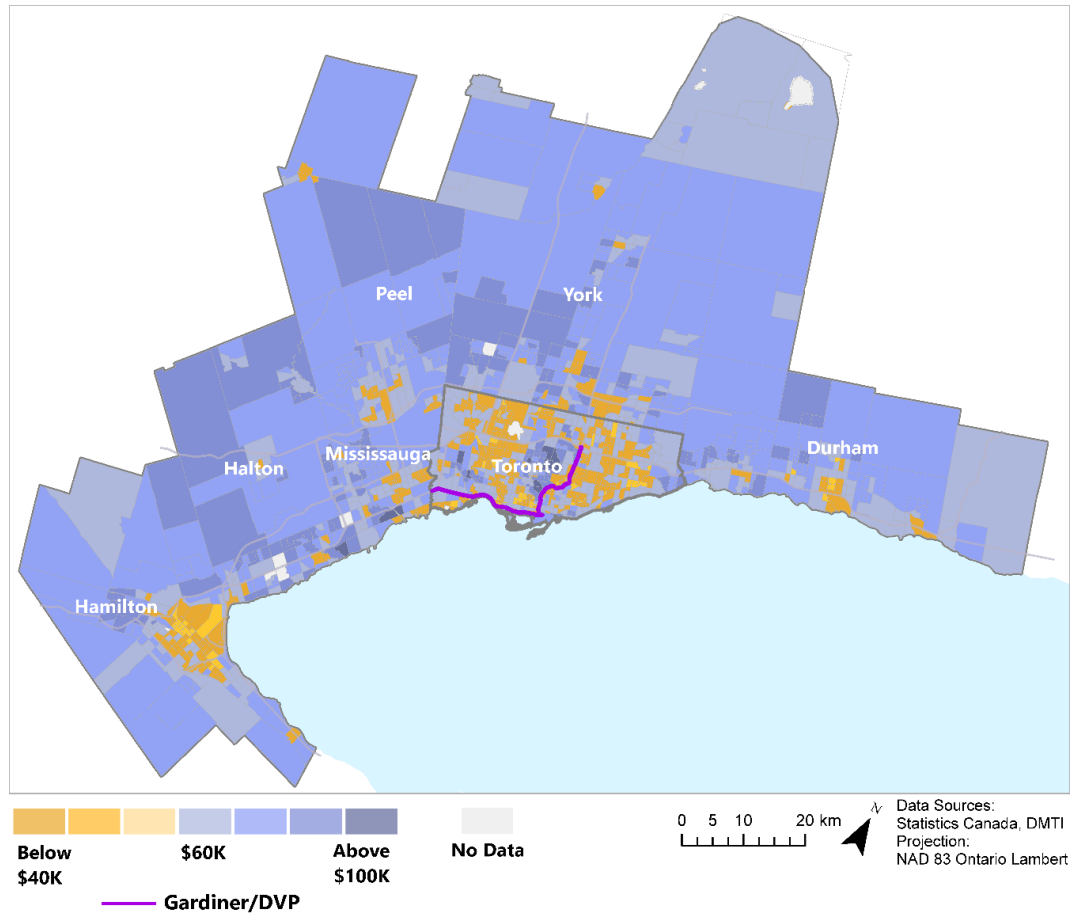 Peel
York
Halton
Mississauga
Toronto
Durham
Hamilton
Below
$40K
$60K
Above
$100K
No Data
Gardiner/DVP
0 5 10 20 km
N
Data Sources:
Statistics Canada, DMTI
Projection:
NAD 83 Ontario Lambert